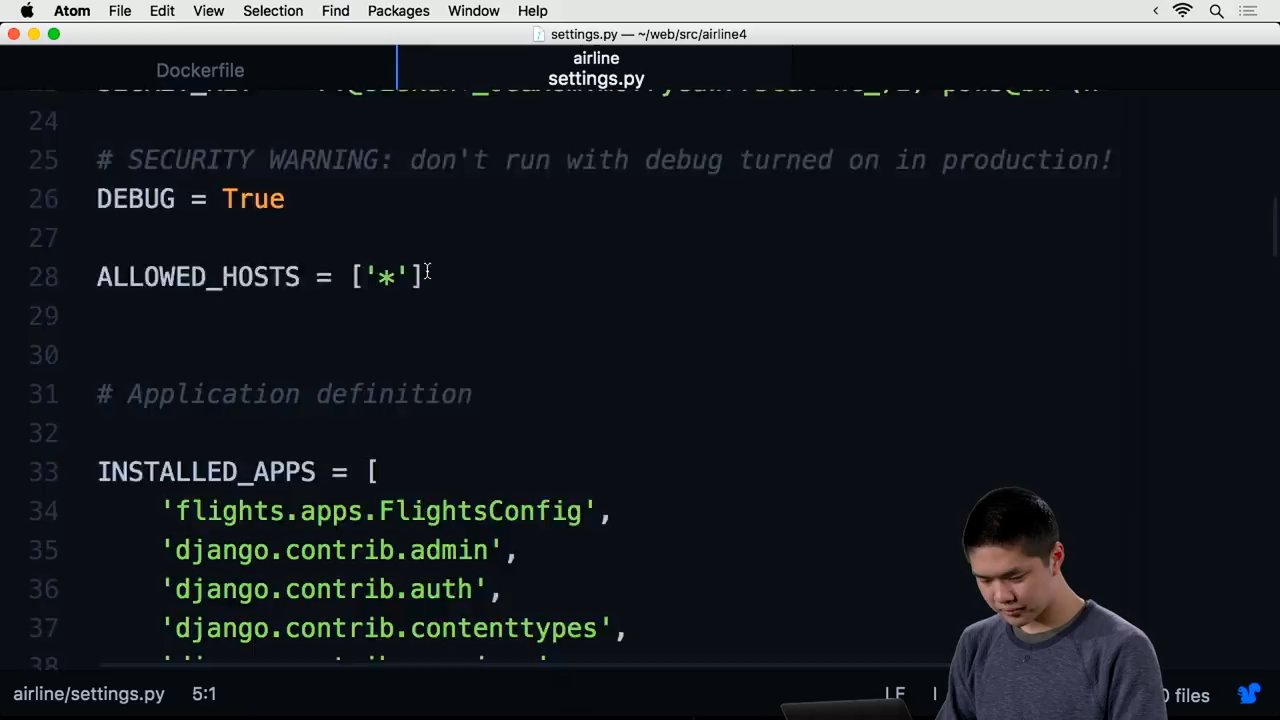 Atom File Edit View Selection Find Packages Window Help
settings.py — ~/web/src/airline4
Dockerfile
airline
settings.py
24
25 # SECURITY WARNING: don't run with debug turned on in production!
26 DEBUG = True
27
28 ALLOWED_HOSTS = ['*']
29
30
31 # Application definition
32
33 INSTALLED_APPS = [
34 'flights.apps.FlightsConfig',
35 'django.contrib.admin',
36 'django.contrib.auth',
37 'django.contrib.contenttypes',
38
airline/settings.py 5:1 LF 0 files